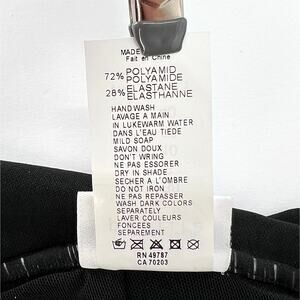 MADE
Fait en Chine
72% POLYAMID
POLYAMIDE
28% ELASTANE
ELASTHANNE
HAND WASH
LAVAGE A MAIN
IN LUKEWARM WATER
DANS L'EAU TIEDE
MILD SOAP
SAVON DOUX
DON'T WRING
NE PAS ESSORER
DRY IN SHADE
SECHER A L'OMBRE
DO NOT IRON
NE PAS REPASSER
WASH DARK COLORS
SEPARATELY
LAVER COULEURS
FONCEES
SEPAREMENT
RN 49787
CA 70203